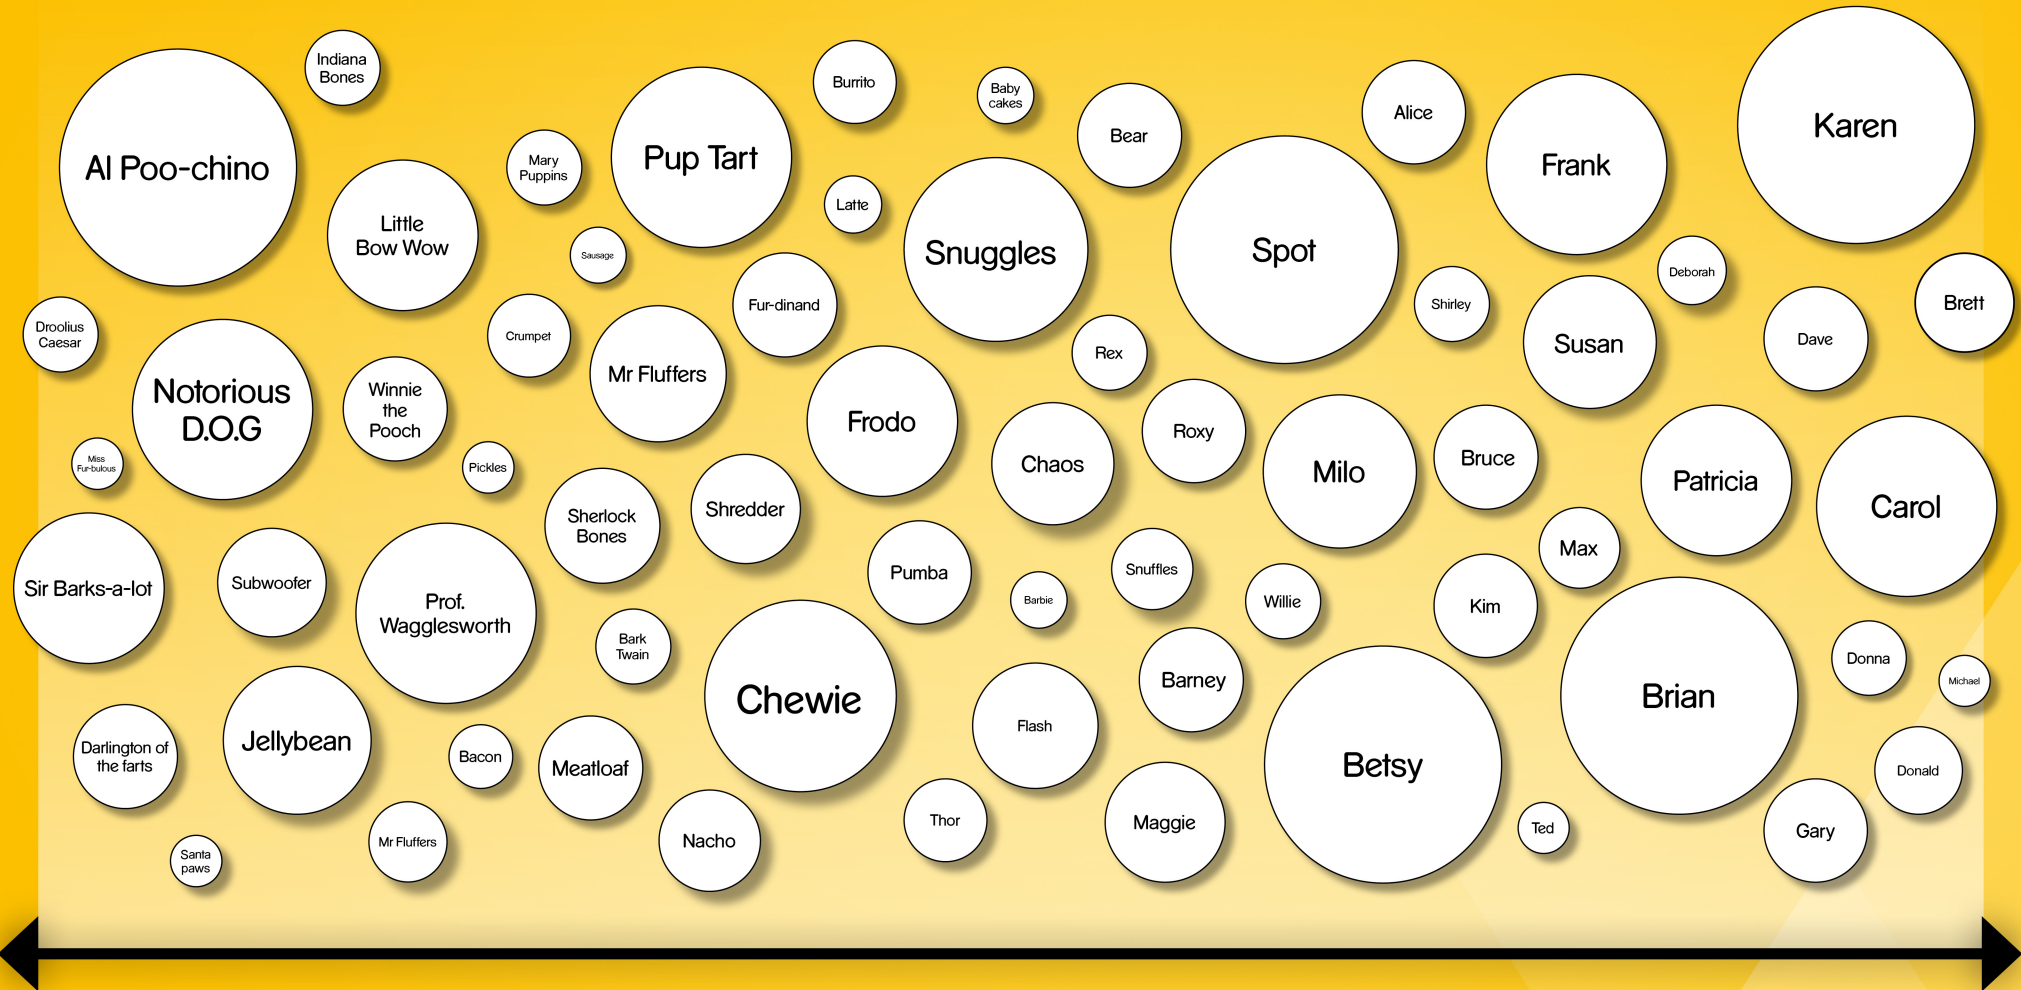 Indiana
Bones
Al Poo-chino
Little
Bow Wow
Mary
Puppins
Sausage
Pup Tart
Burrito
Latte
Baby
cakes
Bear
Snuggles
Spot
Alice
Frank
Karen
Deborah
Brett
Droolius
Caesar
Notorious
D.O.G
Winnie
the
Pooch
Crumpet
Mr Fluffers
Fur-dinand
Frodo
Rex
Roxy
Chaos
Milo
Shirley
Susan
Dave
Bruce
Patricia
Carol
Miss
Fur-bulous
Pickles
Sherlock
Bones
Shredder
Pumba
Barbie
Snuffles
Willie
Kim
Max
Sir Barks-a-lot
Subwoofer
Prof.
Wagglesworth
Bark
Twain
Chewie
Flash
Barney
Betsy
Brian
Donna
Michael
Darlington of
the farts
Jellybean
Bacon
Meatloaf
Nacho
Thor
Maggie
Ted
Gary
Donald
Santa
paws
Mr Fluffers